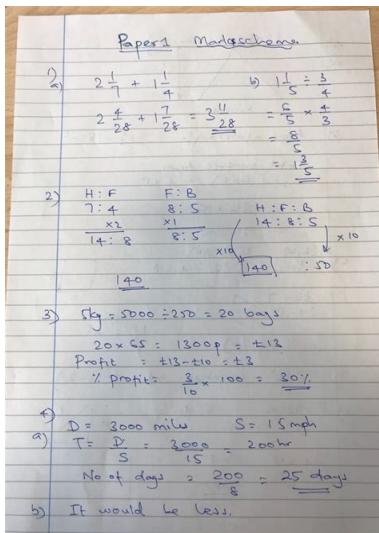 Paper 1 Markscheme
1)
a) 2 1/7 + 1 1/4 b) 1 1/5 ÷ 3/4
2 4/28 + 1 7/28 = 3 11/28 = 6/5 × 4/3
= 8/5
= 1 3/5
2) H : F F : B
7 : 4 8 : 5 H : F : B
×2 ×1 14 : 8 : 5
14 : 8 8 : 5 ×10 ×10
140 : 50
140
3) 5kg = 5000 ÷ 250 = 20 bags
20 × 65 = 1300p = £13
Profit = £13 - £10 = £3
% profit = 3/10 × 100 = 30%
4)
D = 3000 miles S = 15 mph
a) T = D/S = 3000/15 = 200hr
No of days = 200/8 = 25 days
b) It would be less.